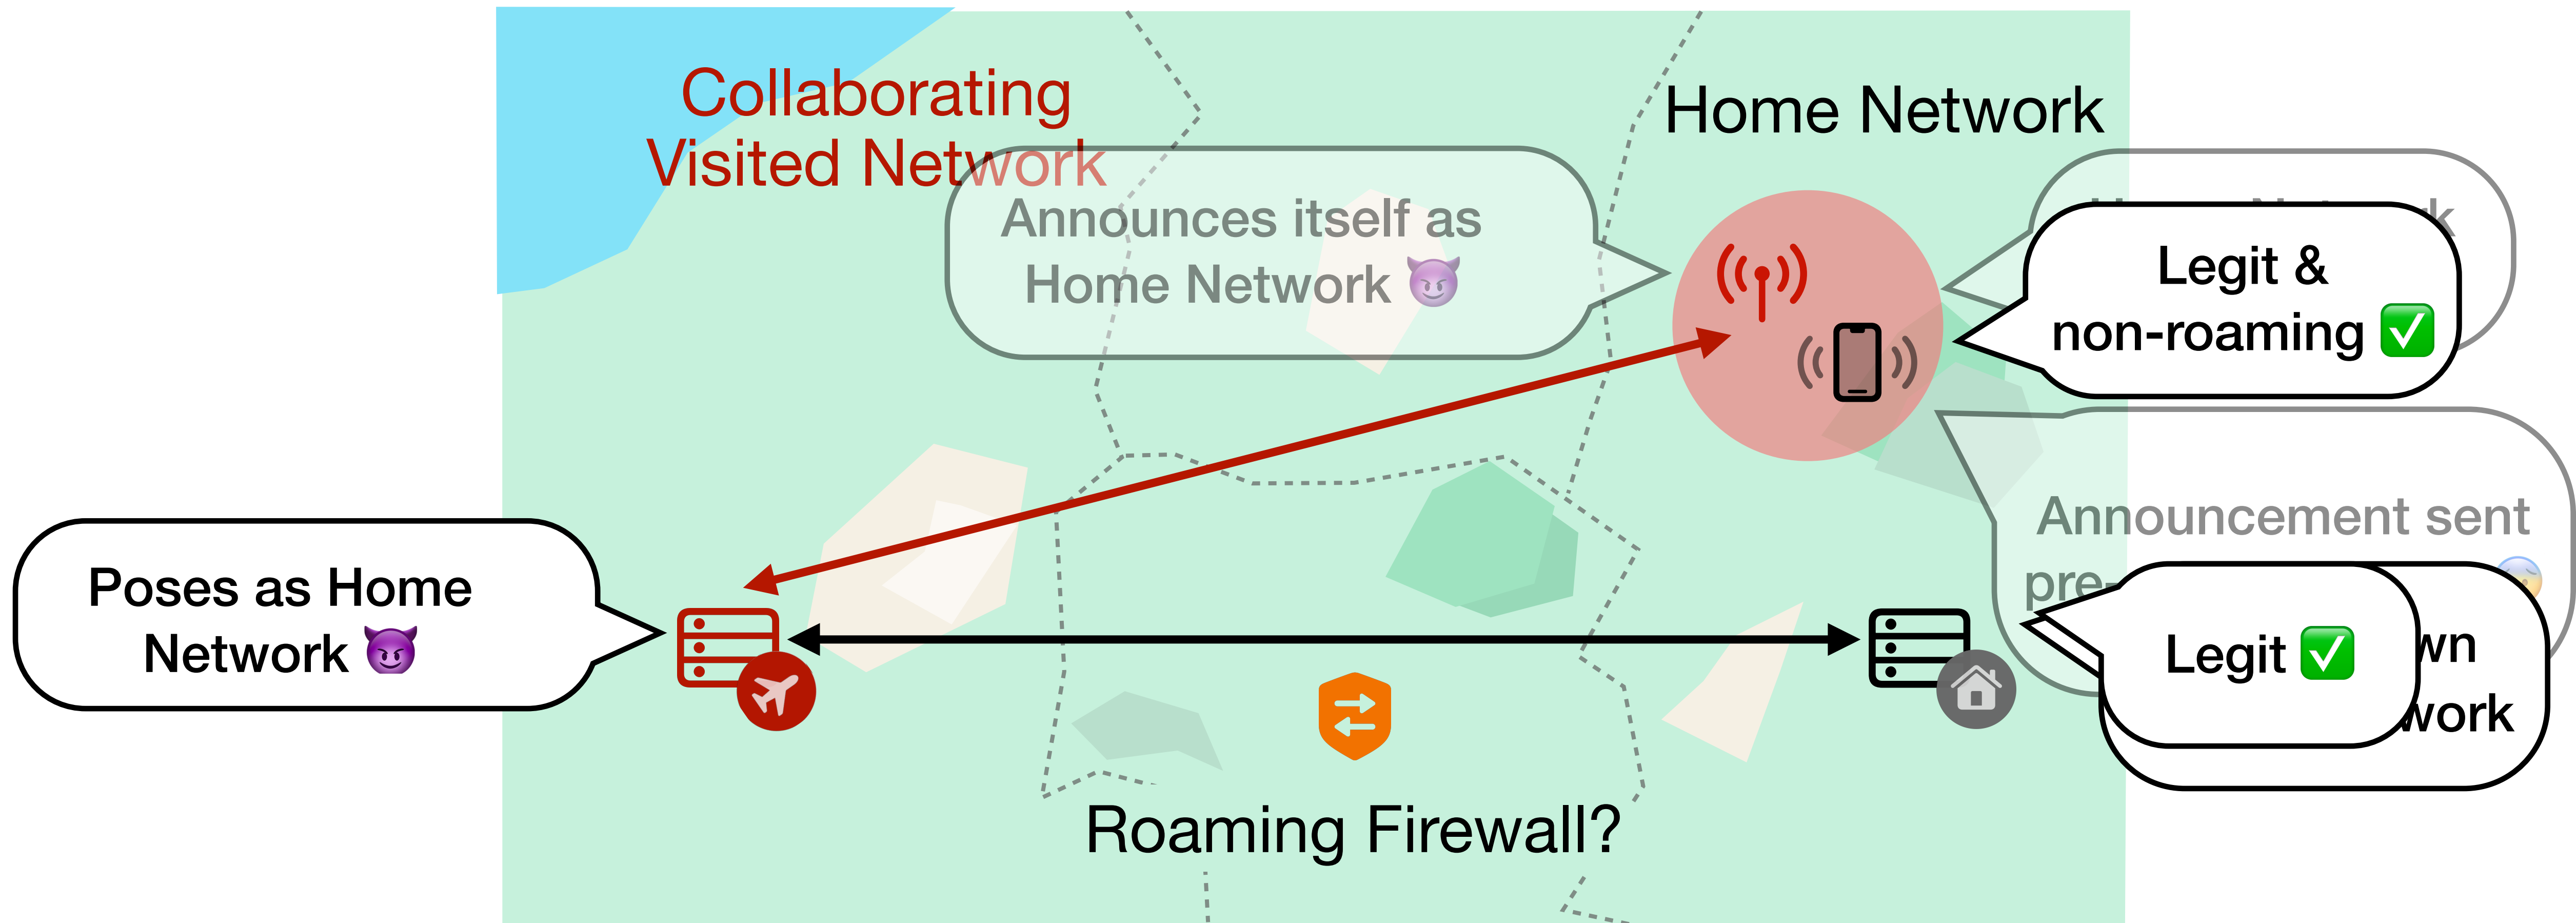 Collaborating
Visited Network
Home Network
Announces itself as
Home Network 😈
Legit &
non-roaming ✅
Announcement sent
pre-
Poses as Home
Network 😈
Legit ✅
Roaming Firewall?